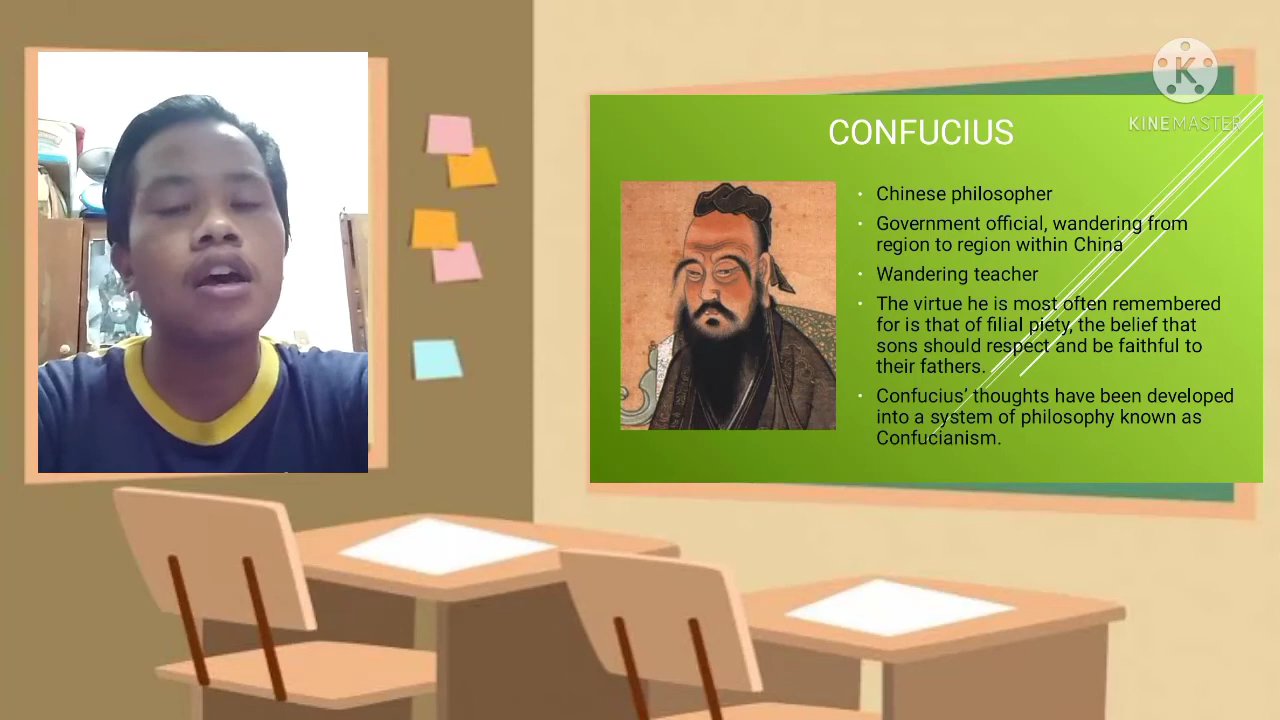 K
KINEMASTER
CONFUCIUS
• Chinese philosopher
• Government official, wandering from
region to region within China
• Wandering teacher
• The virtue he is most often remembered
for is that of filial piety, the belief that
sons should respect and be faithful to
their fathers.
• Confucius' thoughts have been developed
into a system of philosophy known as
Confucianism.